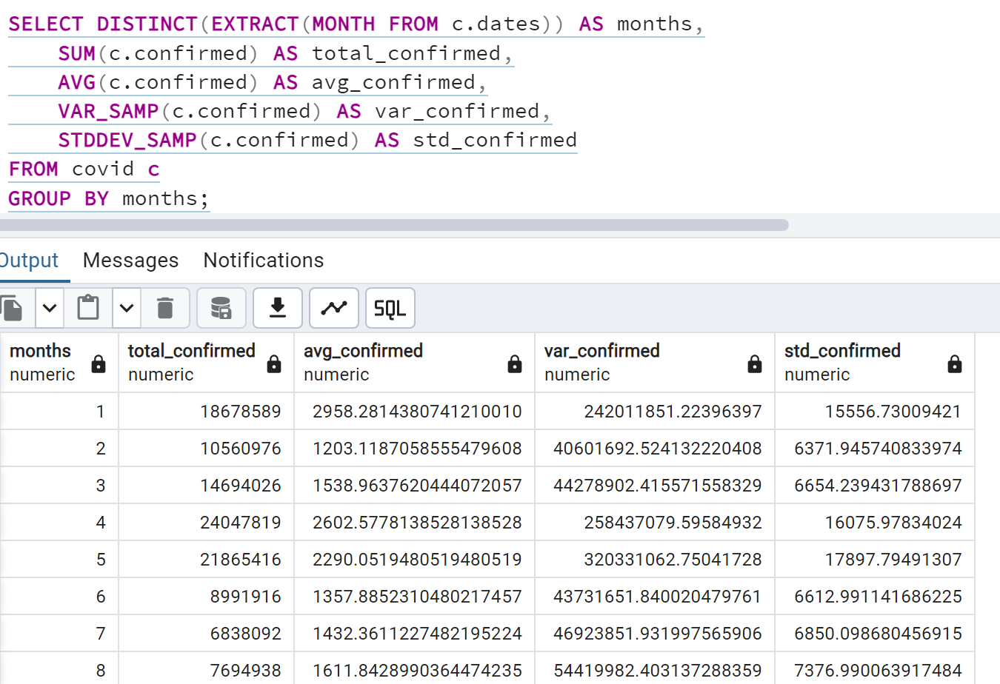 SELECT DISTINCT(EXTRACT(MONTH FROM c.dates)) AS months,
SUM(c.confirmed) AS total_confirmed,
AVG(c.confirmed) AS avg_confirmed,
VAR_SAMP(c.confirmed) AS var_confirmed,
STDDEV_SAMP(c.confirmed) AS std_confirmed
FROM covid c
GROUP BY months;
Output Messages Notifications
SQL
months total_confirmed avg_confirmed var_confirmed std_confirmed
numeric numeric numeric numeric numeric
1 18678589 2958.2814380741210010 242011851.22396397 15556.73009421
2 10560976 1203.1187058555479608 40601692.524132220408 6371.945740833974
3 14694026 1538.9637620444072057 44278902.415571558329 6654.239431788697
4 24047819 2602.5778138528138528 258437079.59584932 16075.97834024
5 21865416 2290.0519480519480519 320331062.75041728 17897.79491307
6 8991916 1357.8852310480217457 43731651.840020479761 6612.991141686225
7 6838092 1432.3611227482195224 46923851.931997565906 6850.098680456915
8 7694938 1611.8428990364474235 54419982.403137288359 7376.990063917484